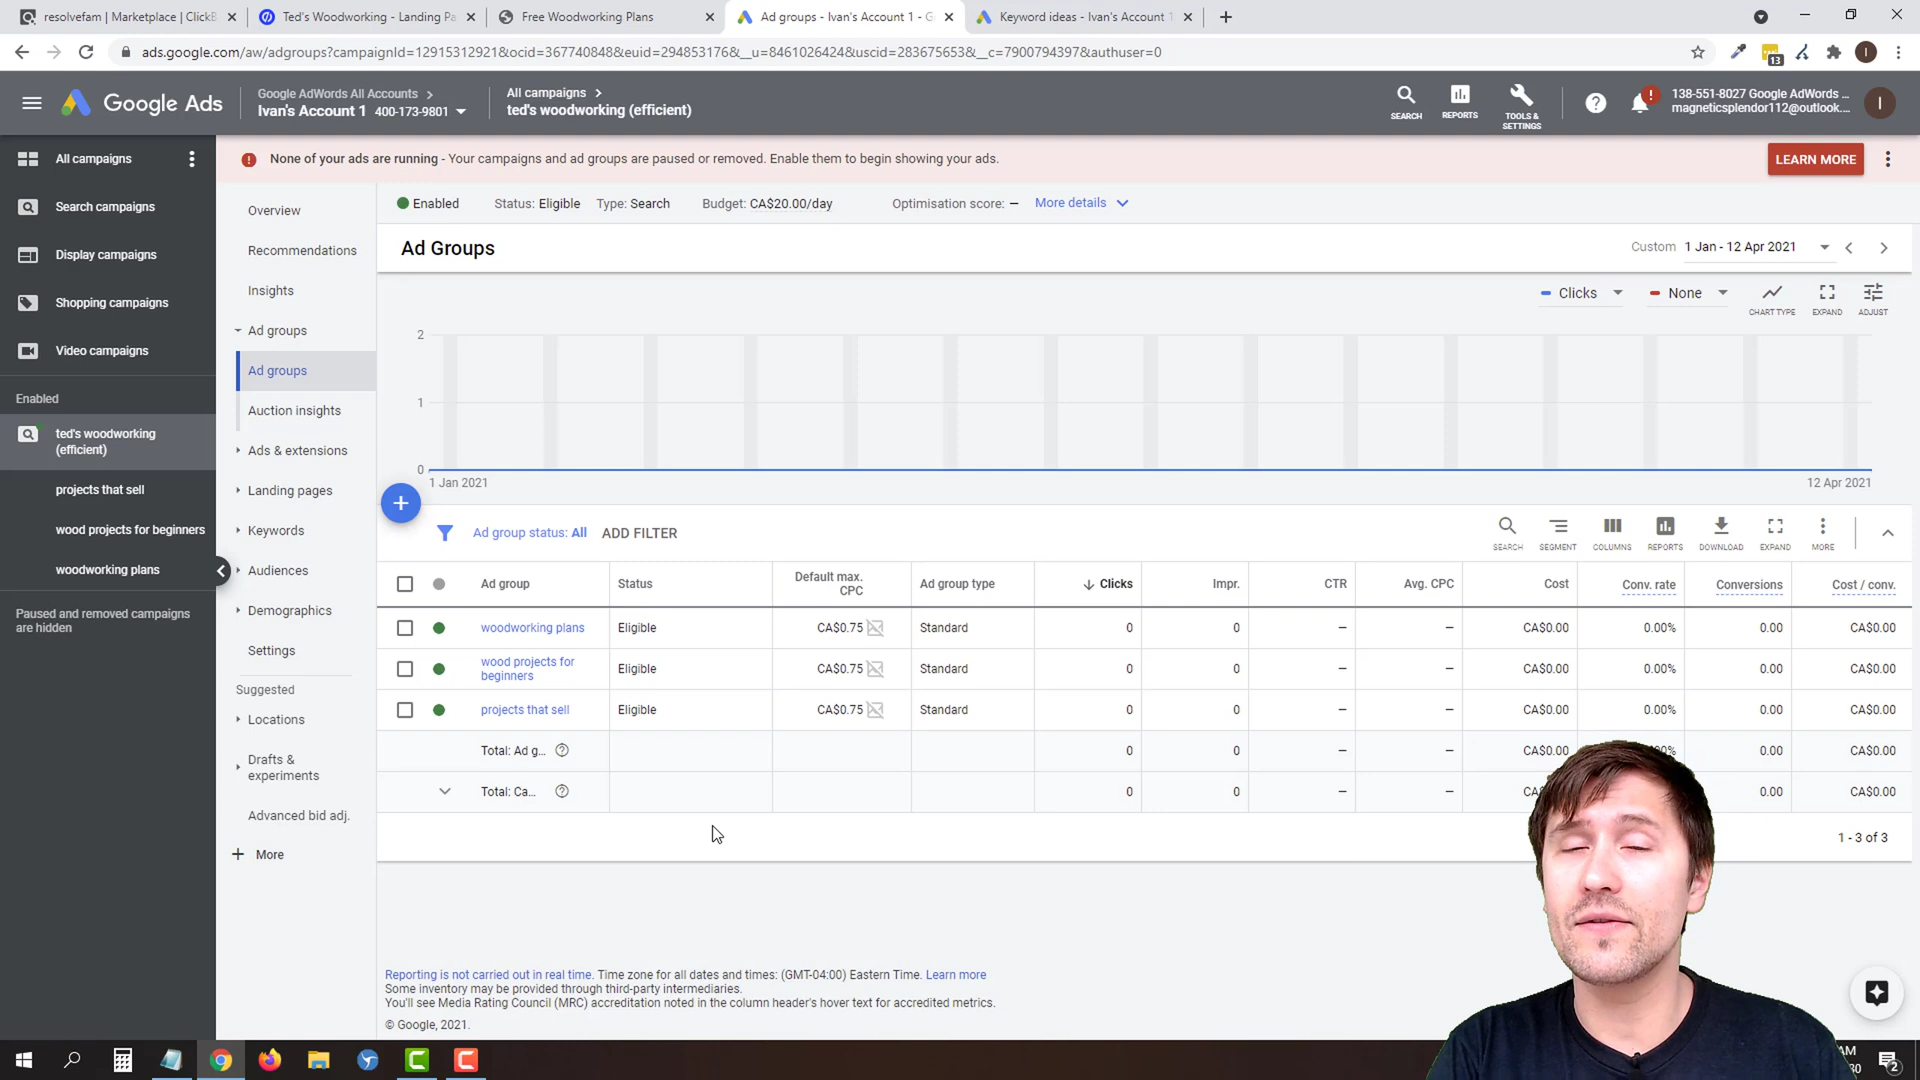 resolvefam | Marketplace | ClickB
Ted's Woodworking - Landing Pa
Free Woodworking Plans
Ad groups - Ivan's Account 1 - G
Keyword ideas - Ivan's Account 1
ads.google.com/aw/adgroups?campaignId=12915312921&ocid=367740848&euid=294853176&__u=8461026424&uscid=283675653&__c=7900794397&authuser=0
13
I
Google Ads
Google AdWords All Accounts
Ivan's Account 1 400-173-9801
All campaigns
ted's woodworking (efficient)
SEARCH
REPORTS
TOOLS & SETTINGS
138-551-8027 Google AdWords ...
magneticsplendor112@outlook...
I
All campaigns
Search campaigns
Display campaigns
Shopping campaigns
Video campaigns
Enabled
ted's woodworking
(efficient)
projects that sell
wood projects for beginners
woodworking plans
Paused and removed campaigns
are hidden
None of your ads are running - Your campaigns and ad groups are paused or removed. Enable them to begin showing your ads.
LEARN MORE
Overview
Recommendations
Insights
Ad groups
Ad groups
Auction insights
Ads & extensions
Landing pages
Keywords
Audiences
Demographics
Settings
Suggested
Locations
Drafts &
experiments
Advanced bid adj.
+ More
Enabled Status: Eligible Type: Search Budget: CA$20.00/day Optimisation score: – More details
Ad Groups
Custom 1 Jan - 12 Apr 2021
Clicks
None
CHART TYPE
EXPAND
ADJUST
2
1
0
1 Jan 2021
12 Apr 2021
Ad group status: All ADD FILTER
SEARCH
SEGMENT
COLUMNS
REPORTS
DOWNLOAD
EXPAND
MORE
Ad group Status Default max. CPC Ad group type Clicks Impr. CTR Avg. CPC Cost Conv. rate Conversions Cost / conv.
woodworking plans Eligible CA$0.75 Standard 0 0 – – CA$0.00 0.00% 0.00 CA$0.00
wood projects for beginners Eligible CA$0.75 Standard 0 0 – – CA$0.00 0.00% 0.00 CA$0.00
projects that sell Eligible CA$0.75 Standard 0 0 – – CA$0.00 0.00% 0.00 CA$0.00
Total: Ad g... 0 0 – – CA$0.00 0.00 CA$0.00
Total: Ca... 0 0 – – 0.00 CA$0.00
1 - 3 of 3
Reporting is not carried out in real time. Time zone for all dates and times: (GMT-04:00) Eastern Time. Learn more
Some inventory may be provided through third-party intermediaries.
You'll see Media Rating Council (MRC) accreditation noted in the column header's hover text for accredited metrics.
© Google, 2021.
AM
30
2